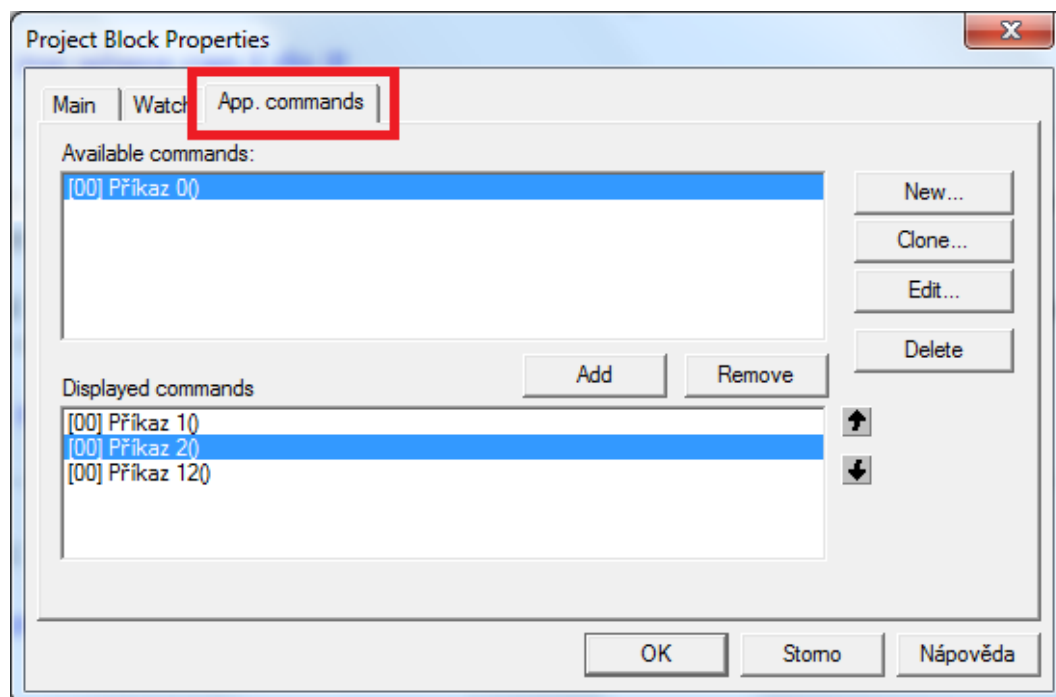 Project Block Properties
Main
Watch
App. commands
Available commands:
[00] Příkaz 0()
New...
Clone...
Edit...
Delete
Add
Remove
Displayed commands
[00] Příkaz 1()
[00] Příkaz 2()
[00] Příkaz 12()
OK
Storno
Nápověda